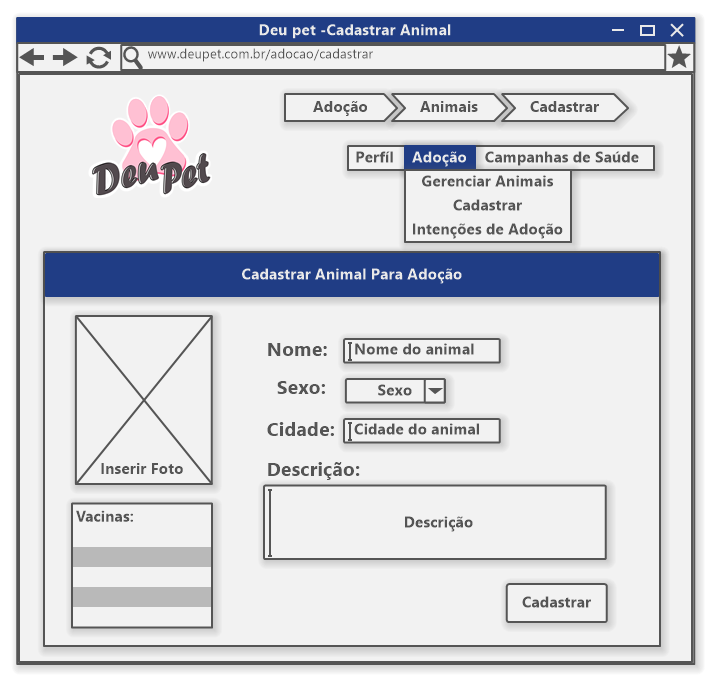 Deu pet -Cadastrar Animal
www.deupet.com.br/adocao/cadastrar
Adoção Animais Cadastrar
Deu Pet
Perfíl Adoção Campanhas de Saúde
Gerenciar Animais
Cadastrar
Intenções de Adoção
Cadastrar Animal Para Adoção
Inserir Foto
Vacinas:
Nome: Nome do animal
Sexo: Sexo
Cidade: Cidade do animal
Descrição:
Descrição
Cadastrar